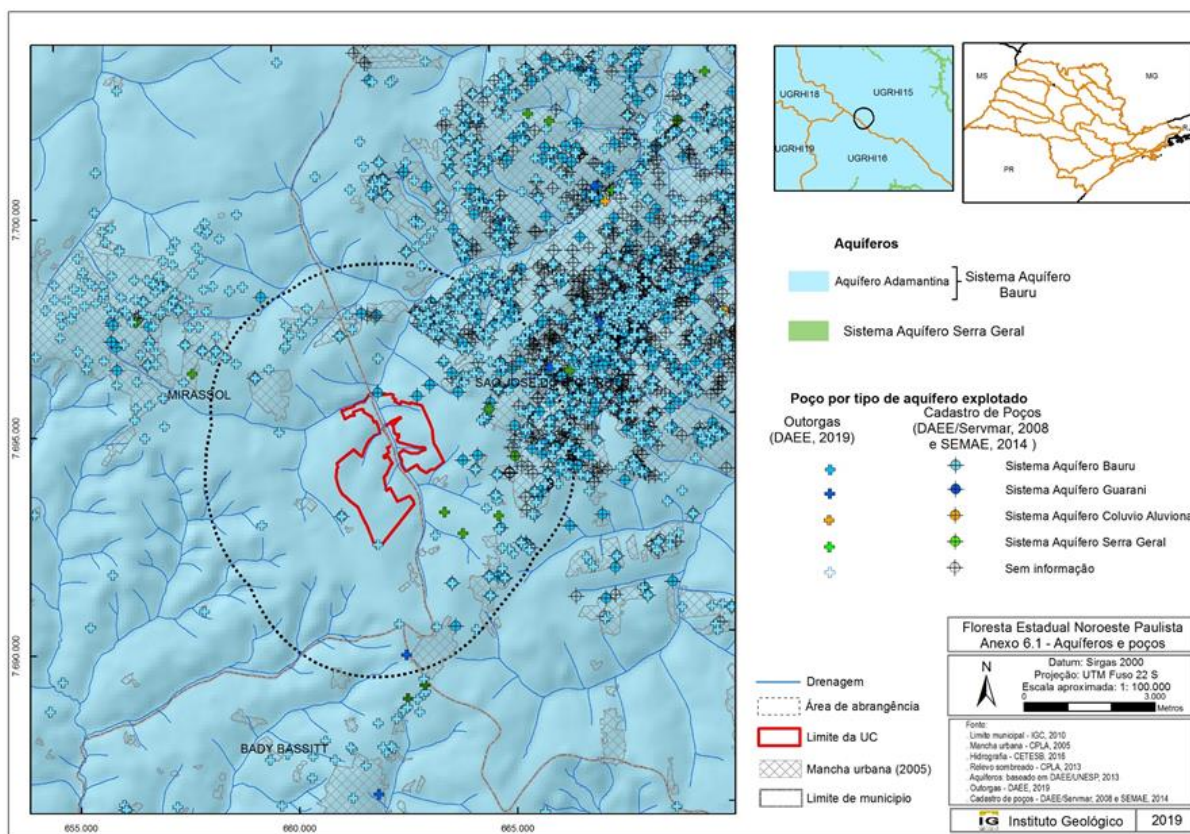 7.700.000
7.695.000
7.690.000
655.000
660.000
665.000
MIRASSOL
BADY BASSITT
UGRHI18
UGRHI15
UGRHI19
UGRHI16
MS
MG
PR
Aquíferos
Aquífero Adamantina
Sistema Aquífero
Bauru
Sistema Aquífero Serra Geral
Poço por tipo de aquífero explotado
Outorgas
(DAEE, 2019)
Cadastro de Poços
(DAEE/Servmar, 2008
e SEMAE, 2014 )
Sistema Aquífero Bauru
Sistema Aquífero Guarani
Sistema Aquífero Coluvio Aluviona
Sistema Aquífero Serra Geral
Sem informação
Drenagem
Área de abrangência
Limite da UC
Mancha urbana (2005)
Limite de município
Floresta Estadual Noroeste Paulista
Anexo 6.1 - Aquíferos e poços
N
Datum: Sirgas 2000
Projeção: UTM Fuso 22 S
Escala aproximada: 1: 100.000
0 3.000
Metros
Fonte:
. Limite municipal - IGC, 2010
. Mancha urbana - CPLA, 2005
. Hidrografia - CETESB, 2016
. Relevo sombreado - CPLA, 2013
. Aquíferos: baseado em DAEE/UNESP, 2013
. Outorgas - DAEE, 2019
. Cadastro de poços - DAEE/Servmar, 2008 e SEMAE, 2014
IG Instituto Geológico 2019